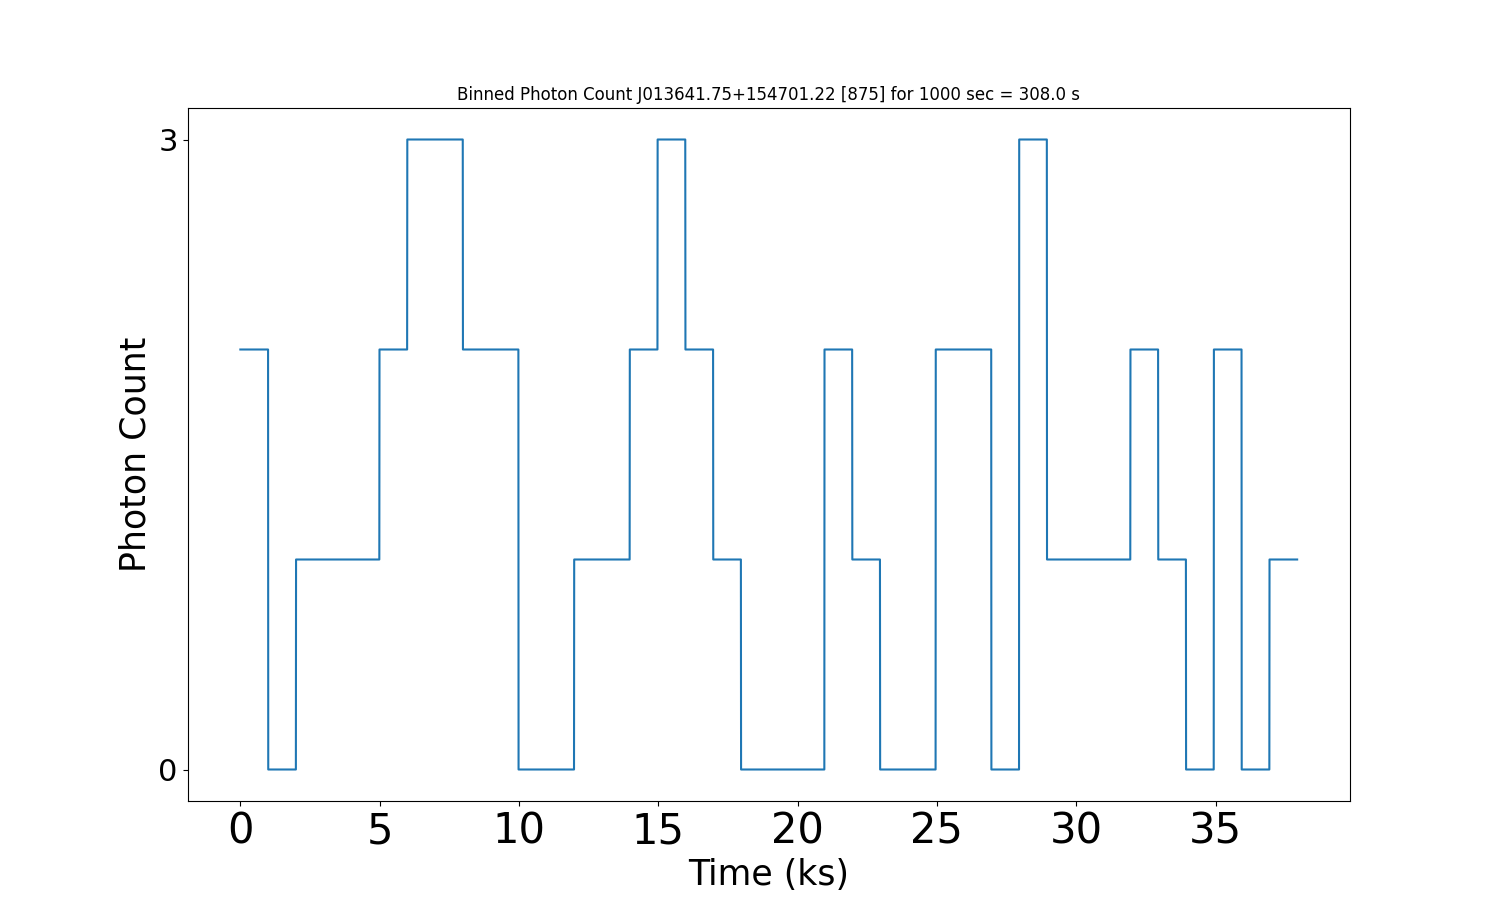 Binned Photon Count J013641.75+154701.22 [875] for 1000 sec = 308.0 s
3
Photon Count
0
0 5 10 15 20 25 30 35
Time (ks)